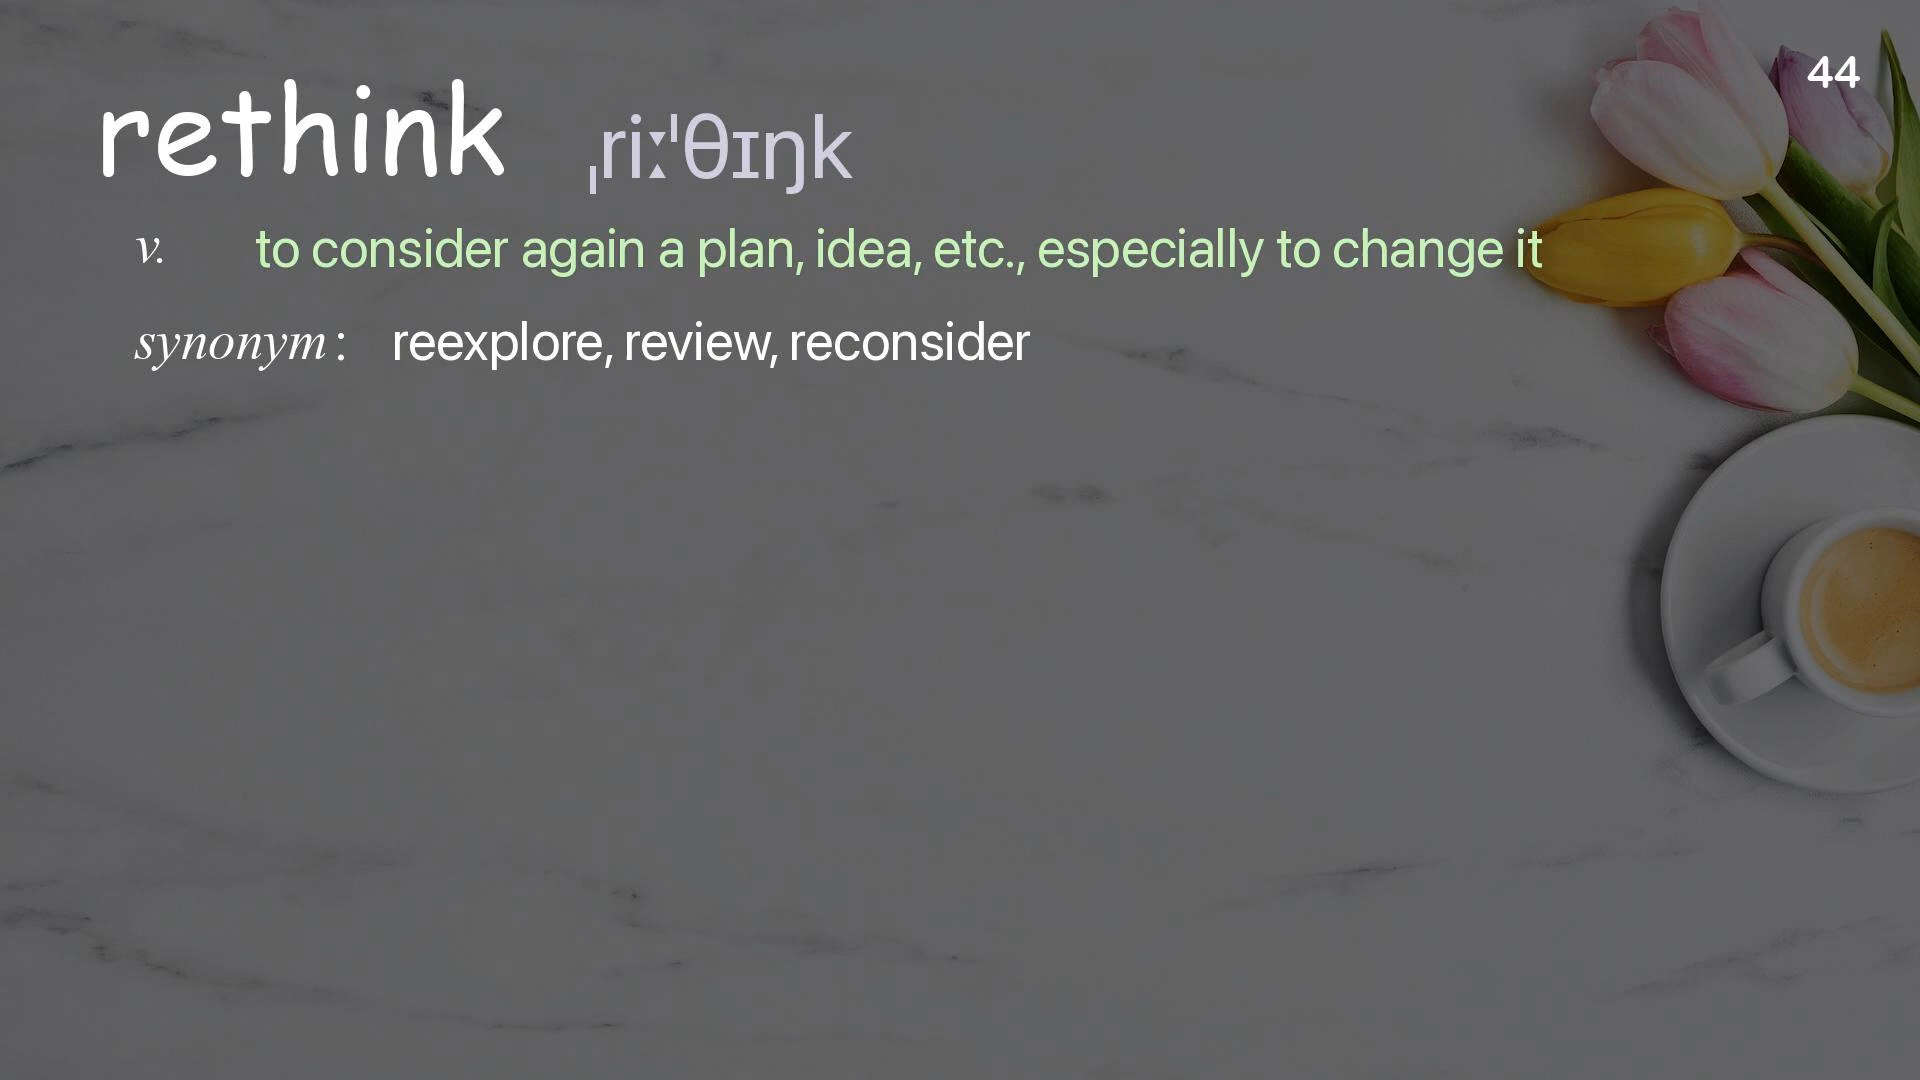 44
rethink ˌriːˈθɪŋk
v. to consider again a plan, idea, etc., especially to change it
synonym : reexplore, review, reconsider